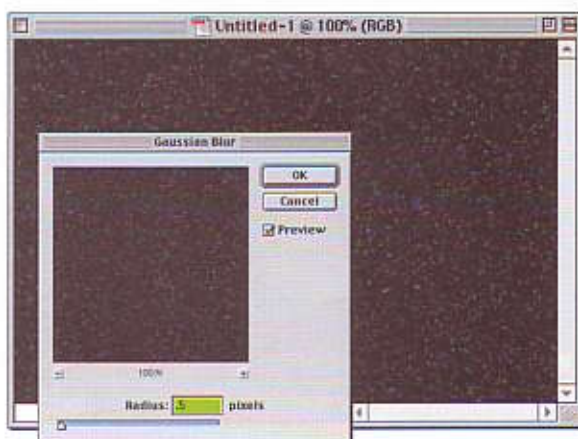 Untitled-1 @ 100% (RGB)
Gaussian Blur
OK
Cancel
Preview
100%
Radius: .5 pixels